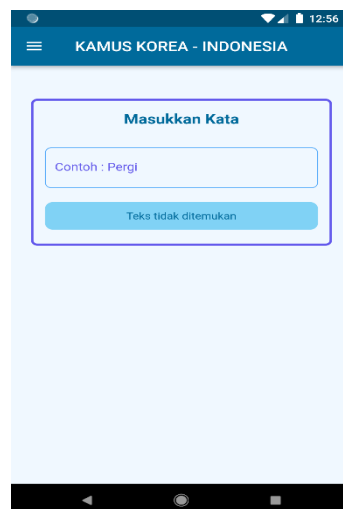 12:56
KAMUS KOREA - INDONESIA
Masukkan Kata
Contoh : Pergi
Teks tidak ditemukan